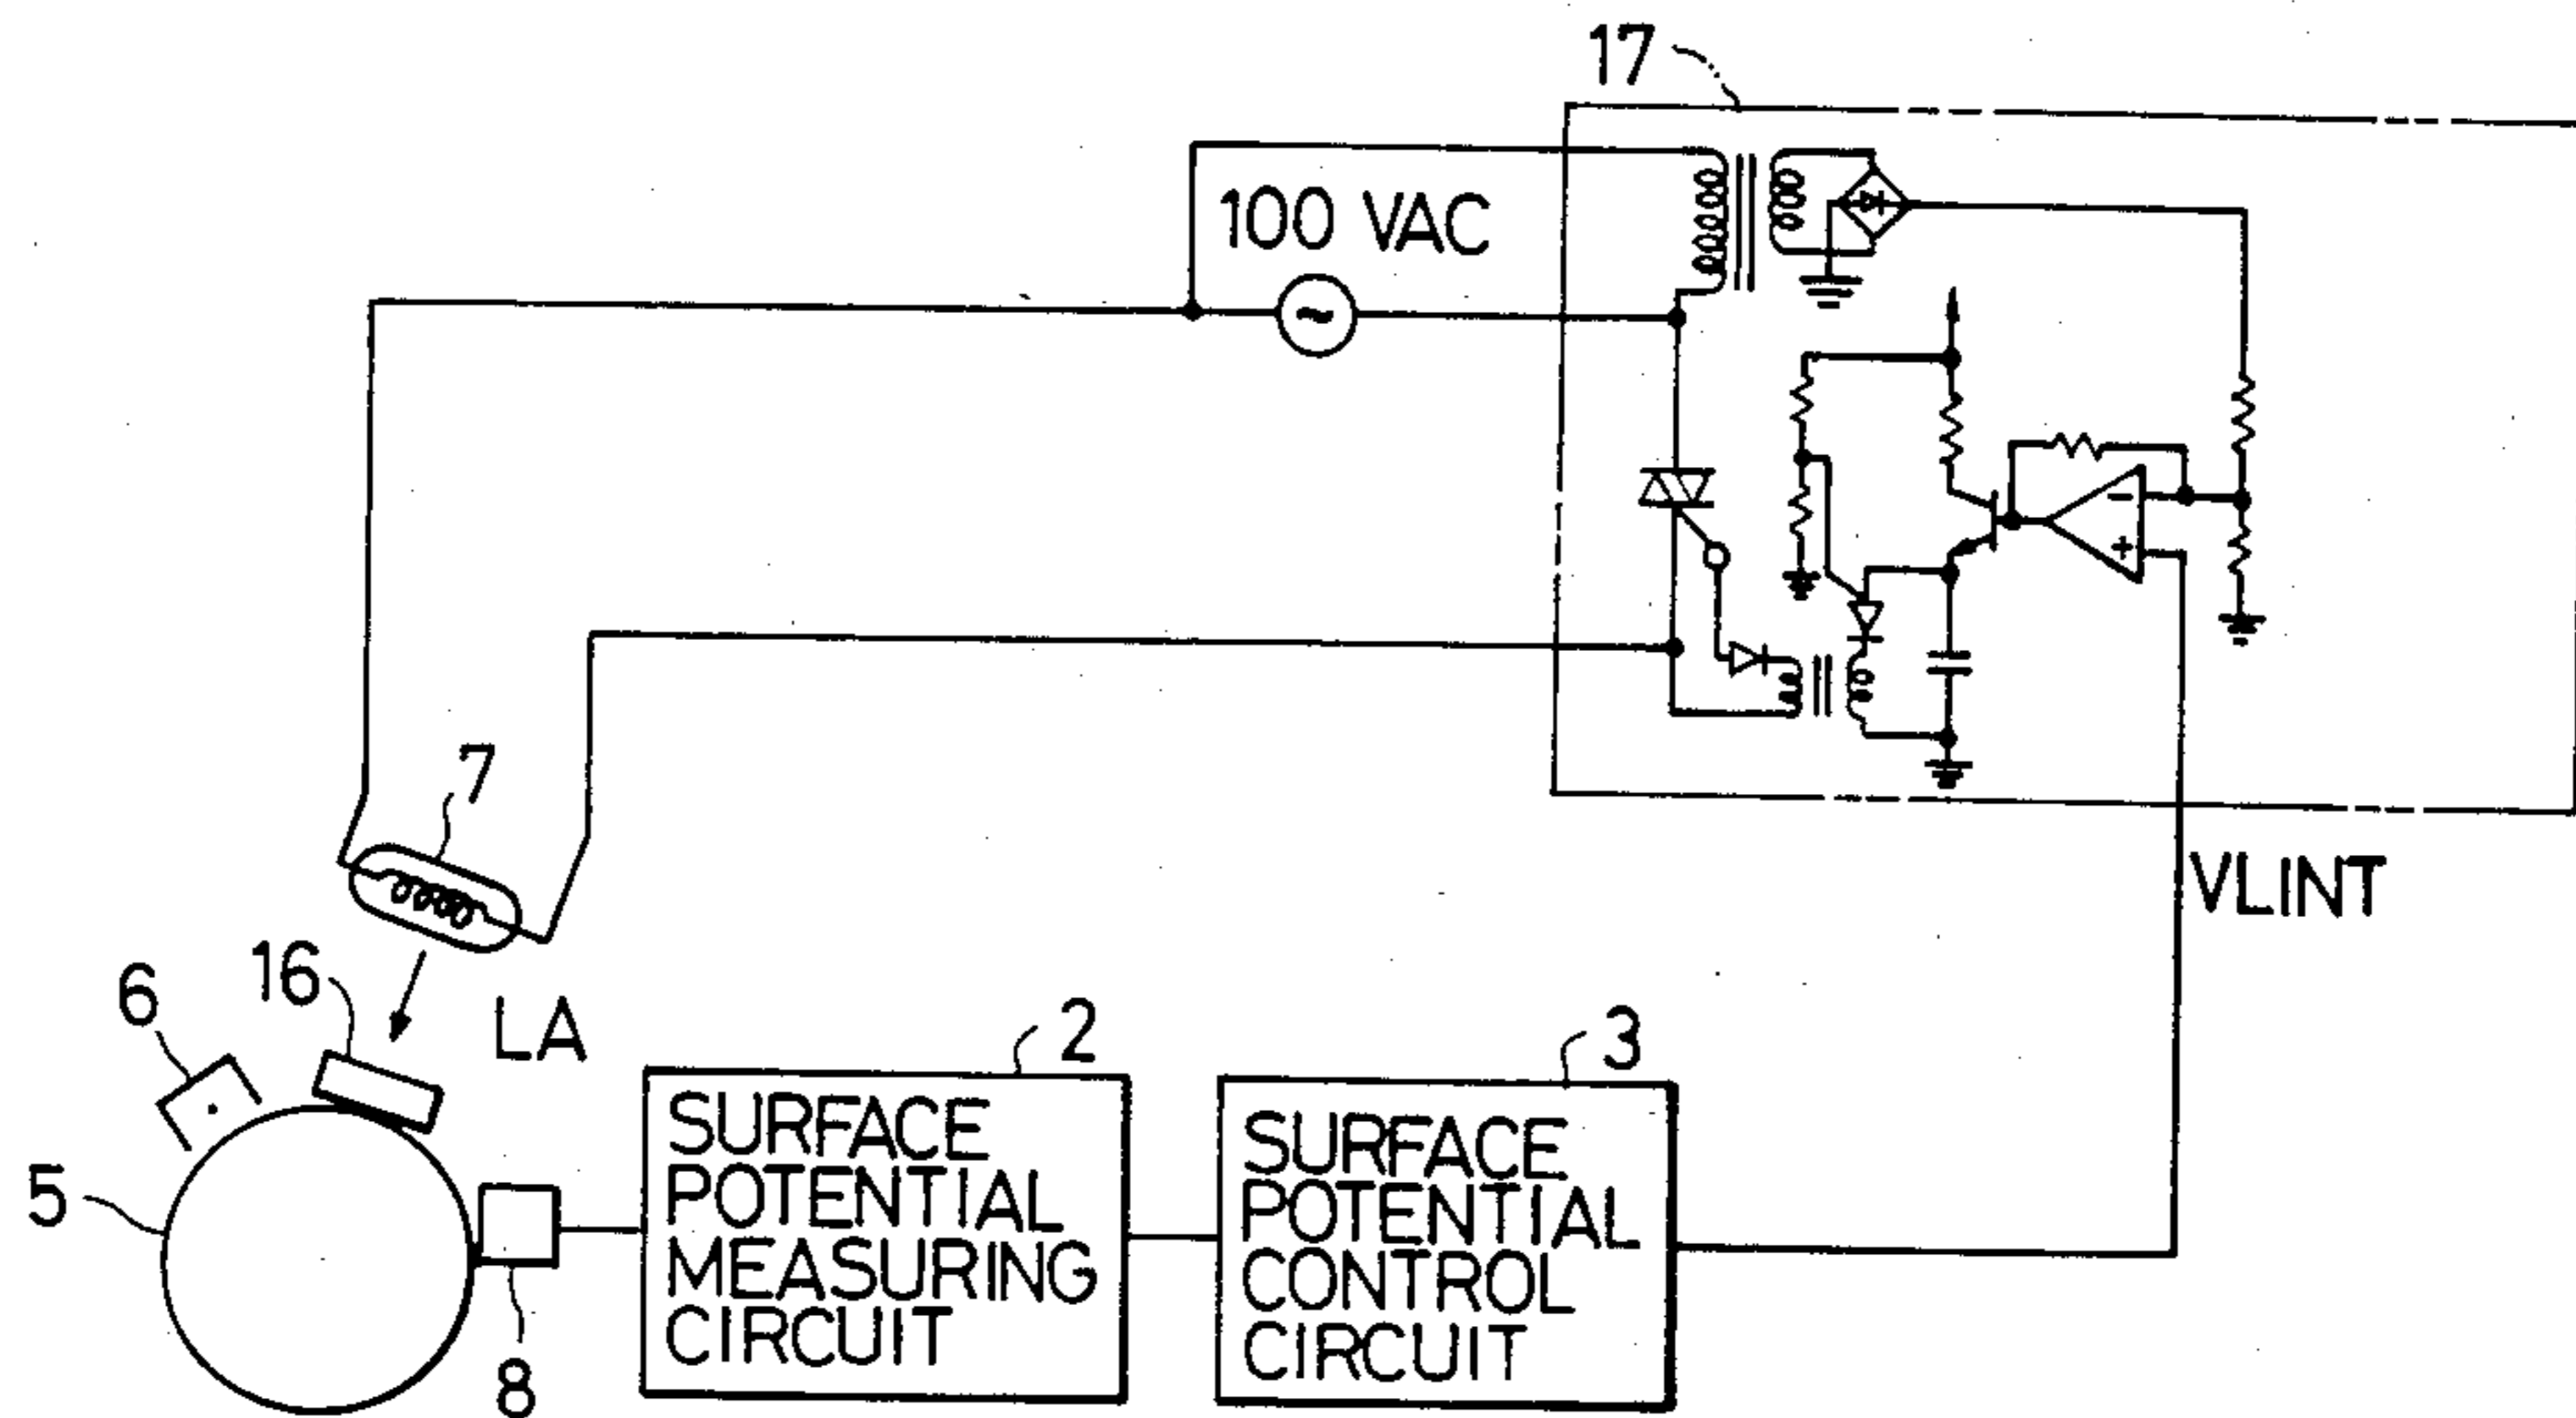 17
100 VAC
~
−
+
7
VLINT
6
16
LA
2
3
5
SURFACE
POTENTIAL
MEASURING
CIRCUIT
SURFACE
POTENTIAL
CONTROL
CIRCUIT
8